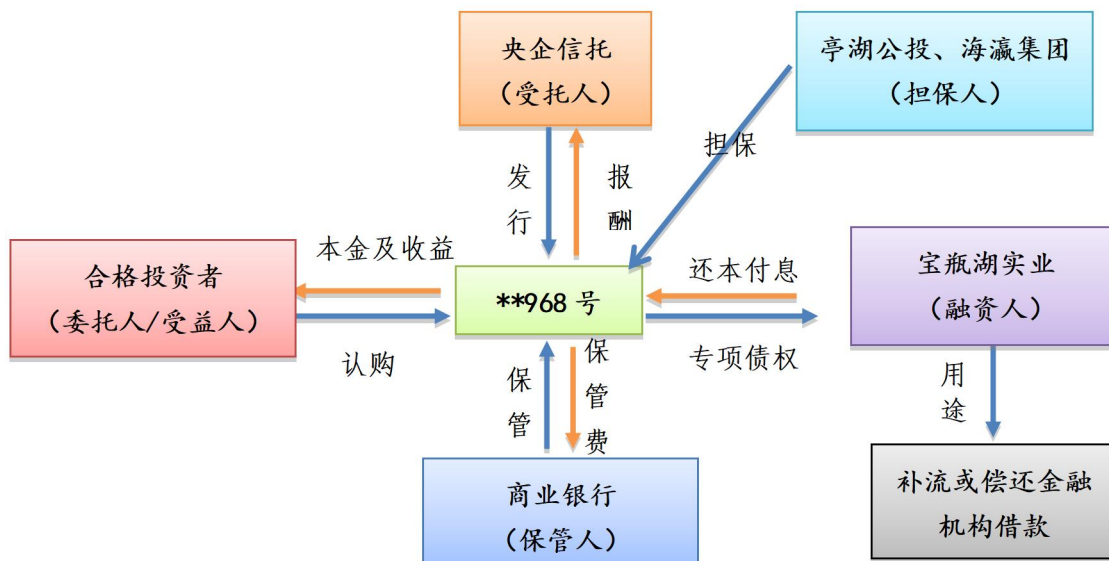 央企信托
（受托人）
亭湖公投、海瀛集团
（担保人）
担保
发行
报酬
本金及收益
合格投资者
（委托人/受益人）
认购
**968 号
还本付息
专项债权
宝瓶湖实业
（融资人）
保管
保管费
用途
商业银行
（保管人）
补流或偿还金融
机构借款